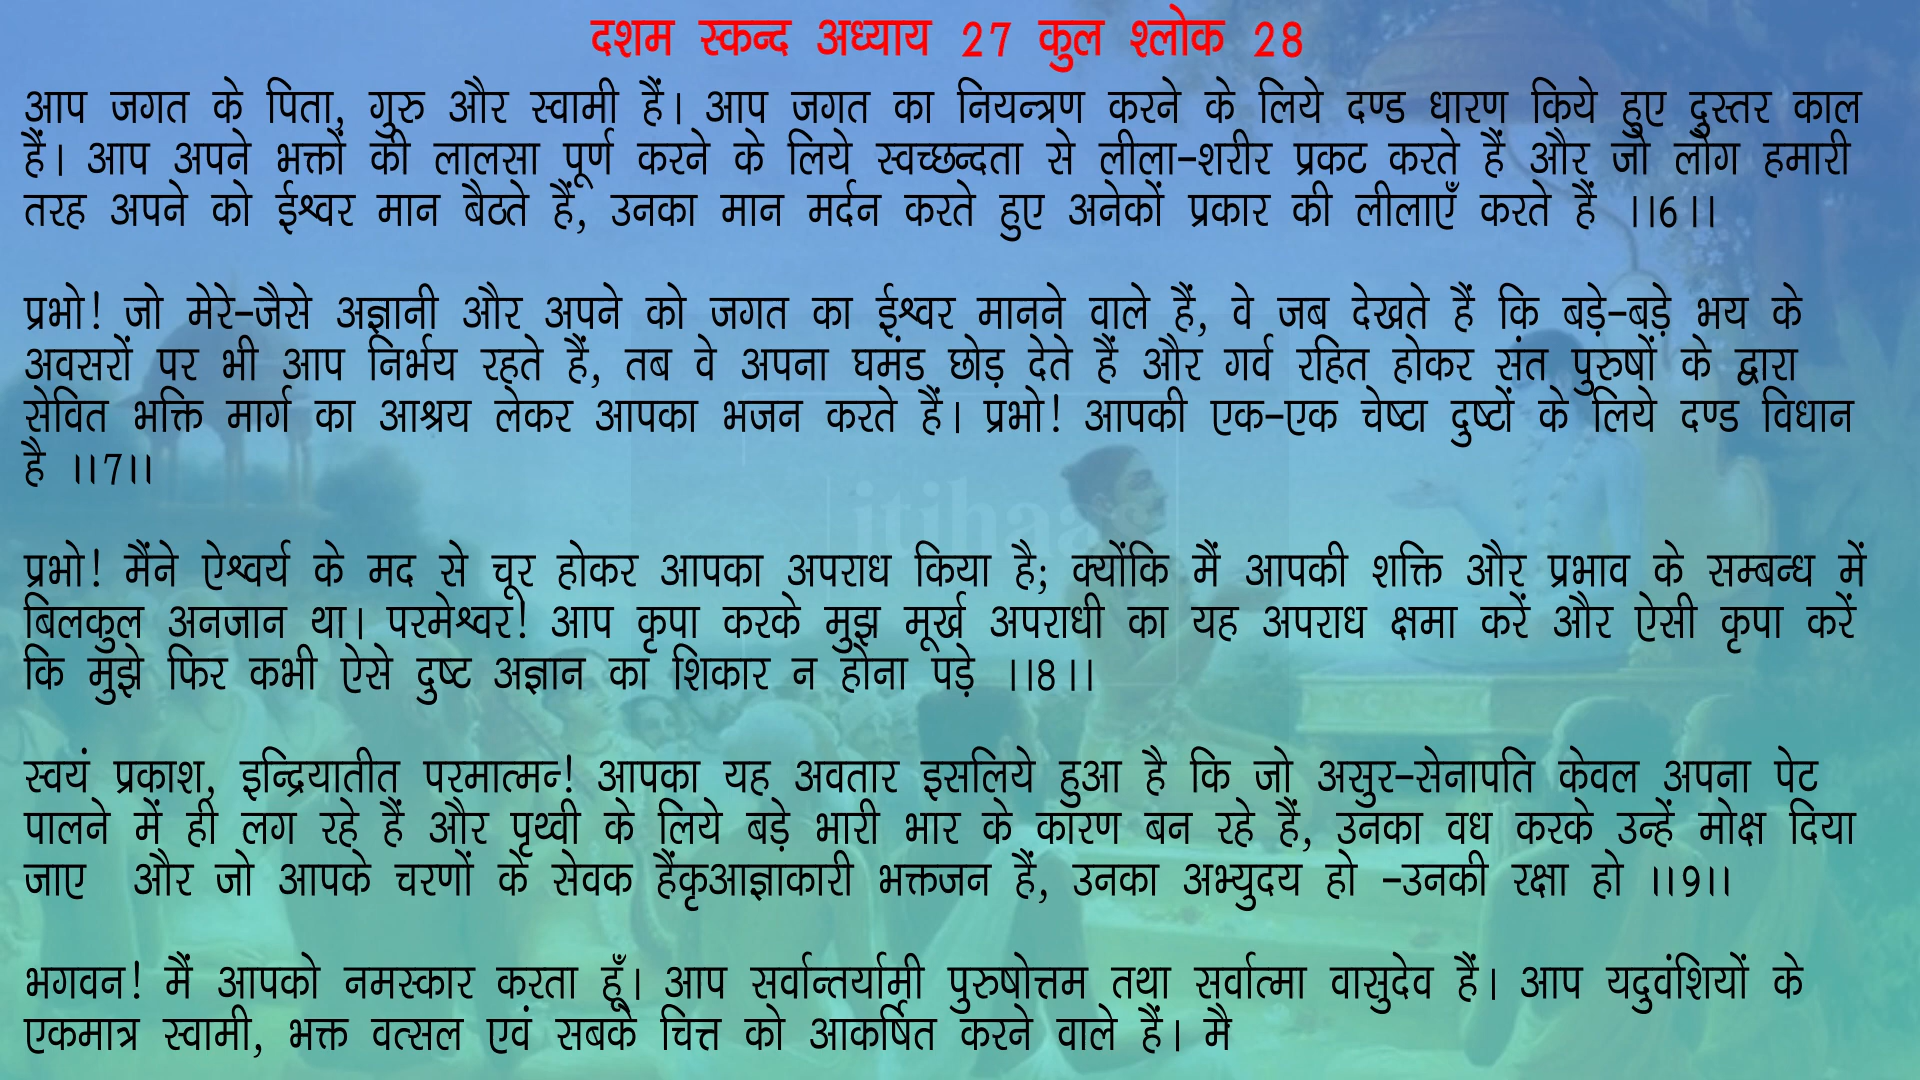 दशम स्कन्द अध्याय 27 कुल श्लोक 28
आप जगत के पिता, गुरु और स्वामी हैं। आप जगत का नियन्त्रण करने के लिये दण्ड धारण किये हुए दुस्तर काल
हैं। आप अपने भक्तों की लालसा पूर्ण करने के लिये स्वच्छन्दता से लीला-शरीर प्रकट करते हैं और जो लोग हमारी
तरह अपने को ईश्वर मान बैठते हैं, उनका मान मर्दन करते हुए अनेकों प्रकार की लीलाएँ करते हैं ।।6।।
प्रभो! जो मेरे-जैसे अज्ञानी और अपने को जगत का ईश्वर मानने वाले हैं, वे जब देखते हैं कि बड़े-बड़े भय के
अवसरों पर भी आप निर्भय रहते हैं, तब वे अपना घमंड छोड़ देते हैं और गर्व रहित होकर संत पुरुषों के द्वारा
सेवित भक्ति मार्ग का आश्रय लेकर आपका भजन करते हैं। प्रभो! आपकी एक-एक चेष्टा दुष्टों के लिये दण्ड विधान
है ।।7।।
प्रभो! मैंने ऐश्वर्य के मद से चूर होकर आपका अपराध किया है; क्योंकि मैं आपकी शक्ति और प्रभाव के सम्बन्ध में
बिलकुल अनजान था। परमेश्वर! आप कृपा करके मुझ मूर्ख अपराधी का यह अपराध क्षमा करें और ऐसी कृपा करें
कि मुझे फिर कभी ऐसे दुष्ट अज्ञान का शिकार न होना पड़े ।।8।।
स्वयं प्रकाश, इन्द्रियातीत परमात्मन! आपका यह अवतार इसलिये हुआ है कि जो असुर-सेनापति केवल अपना पेट
पालने में ही लग रहे हैं और पृथ्वी के लिये बड़े भारी भार के कारण बन रहे हैं, उनका वध करके उन्हें मोक्ष दिया
जाए और जो आपके चरणों के सेवक हैंकृआज्ञाकारी भक्तजन हैं, उनका अभ्युदय हो -उनकी रक्षा हो ।।9।।
भगवन! मैं आपको नमस्कार करता हूँ। आप सर्वान्तर्यामी पुरुषोत्तम तथा सर्वात्मा वासुदेव हैं। आप यदुवंशियों के
एकमात्र स्वामी, भक्त वत्सल एवं सबके चित्त को आकर्षित करने वाले हैं। मै